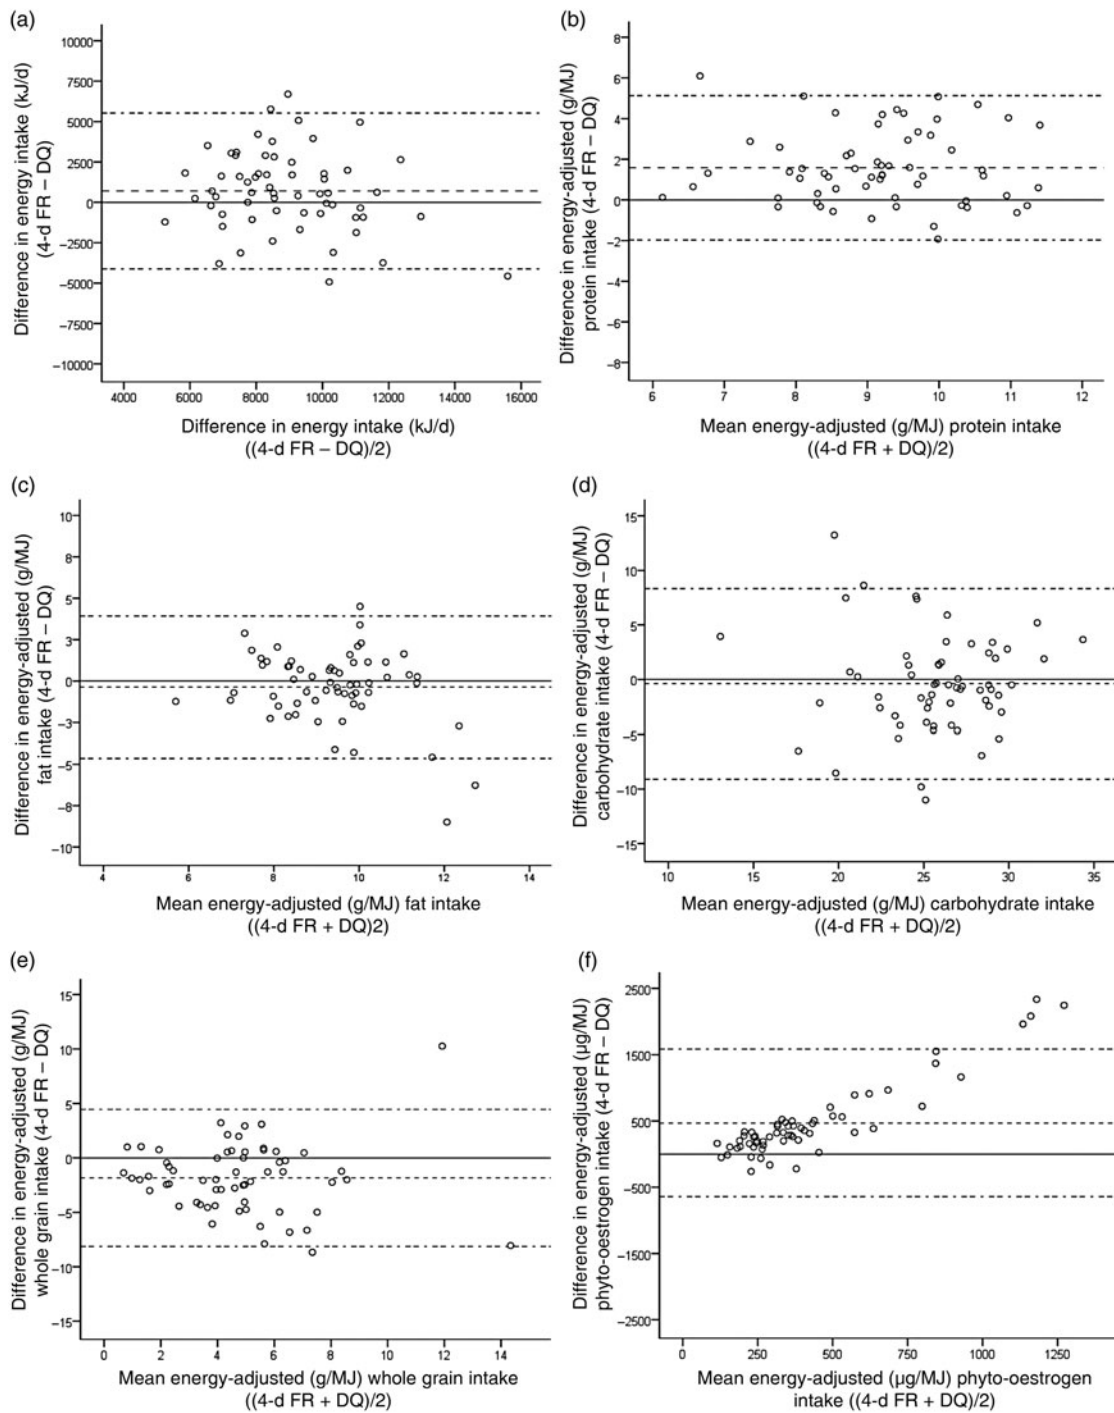 (a)
Difference in energy intake (kJ/d)
(4-d FR – DQ)
10000
7500
5000
2500
0
−2500
−5000
−7500
−10000
4000 6000 8000 10000 12000 14000 16000
Difference in energy intake (kJ/d)
((4-d FR – DQ)/2)
(b)
Difference in energy-adjusted (g/MJ)
protein intake (4-d FR – DQ)
8
6
4
2
0
−2
−4
−6
−8
6 7 8 9 10 11 12
Mean energy-adjusted (g/MJ) protein intake
((4-d FR + DQ)/2)
(c)
Difference in energy-adjusted (g/MJ)
fat intake (4-d FR – DQ)
10
8
5
3
0
−3
−5
−8
−10
4 6 8 10 12 14
Mean energy-adjusted (g/MJ) fat intake
((4-d FR + DQ)2)
(d)
Difference in energy-adjusted (g/MJ)
carbohydrate intake (4-d FR – DQ)
15
10
5
0
−5
−10
−15
10 15 20 25 30 35
Mean energy-adjusted (g/MJ) carbohydrate intake
((4-d FR + DQ)/2)
(e)
Difference in energy-adjusted (g/MJ)
whole grain intake (4-d FR – DQ)
15
10
5
0
−5
−10
−15
0 2 4 6 8 10 12 14
Mean energy-adjusted (g/MJ) whole grain intake
((4-d FR + DQ)/2)
(f)
Difference in energy-adjusted (µg/MJ)
phyto-oestrogen intake (4-d FR – DQ)
2500
1500
500
0
−500
−1500
−2500
0 250 500 750 1000 1250
Mean energy-adjusted (µg/MJ) phyto-oestrogen
intake ((4-d FR + DQ)/2)